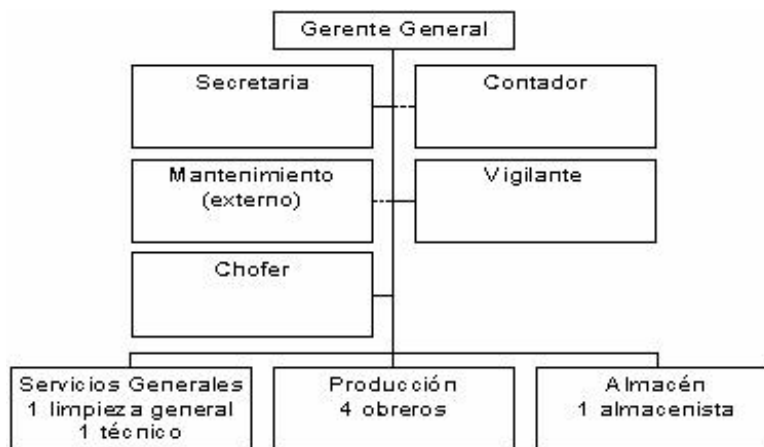 Gerente General
Secretaria
Contador
Mantenimiento
(externo)
Vigilante
Chofer
Servicios Generales
1 limpieza general
1 técnico
Producción
4 obreros
Almacén
1 almacenista